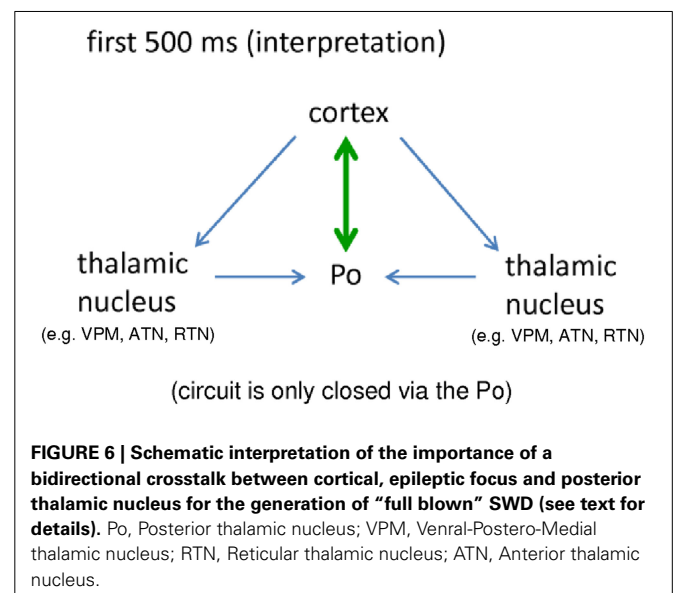 first 500 ms (interpretation)
cortex
thalamic
nucleus
(e.g. VPM, ATN, RTN)
Po
thalamic
nucleus
(e.g. VPM, ATN, RTN)
(circuit is only closed via the Po)
FIGURE 6 | Schematic interpretation of the importance of a
bidirectional crosstalk between cortical, epileptic focus and posterior
thalamic nucleus for the generation of “full blown” SWD (see text for
details). Po, Posterior thalamic nucleus; VPM, Venral-Postero-Medial
thalamic nucleus; RTN, Reticular thalamic nucleus; ATN, Anterior thalamic
nucleus.